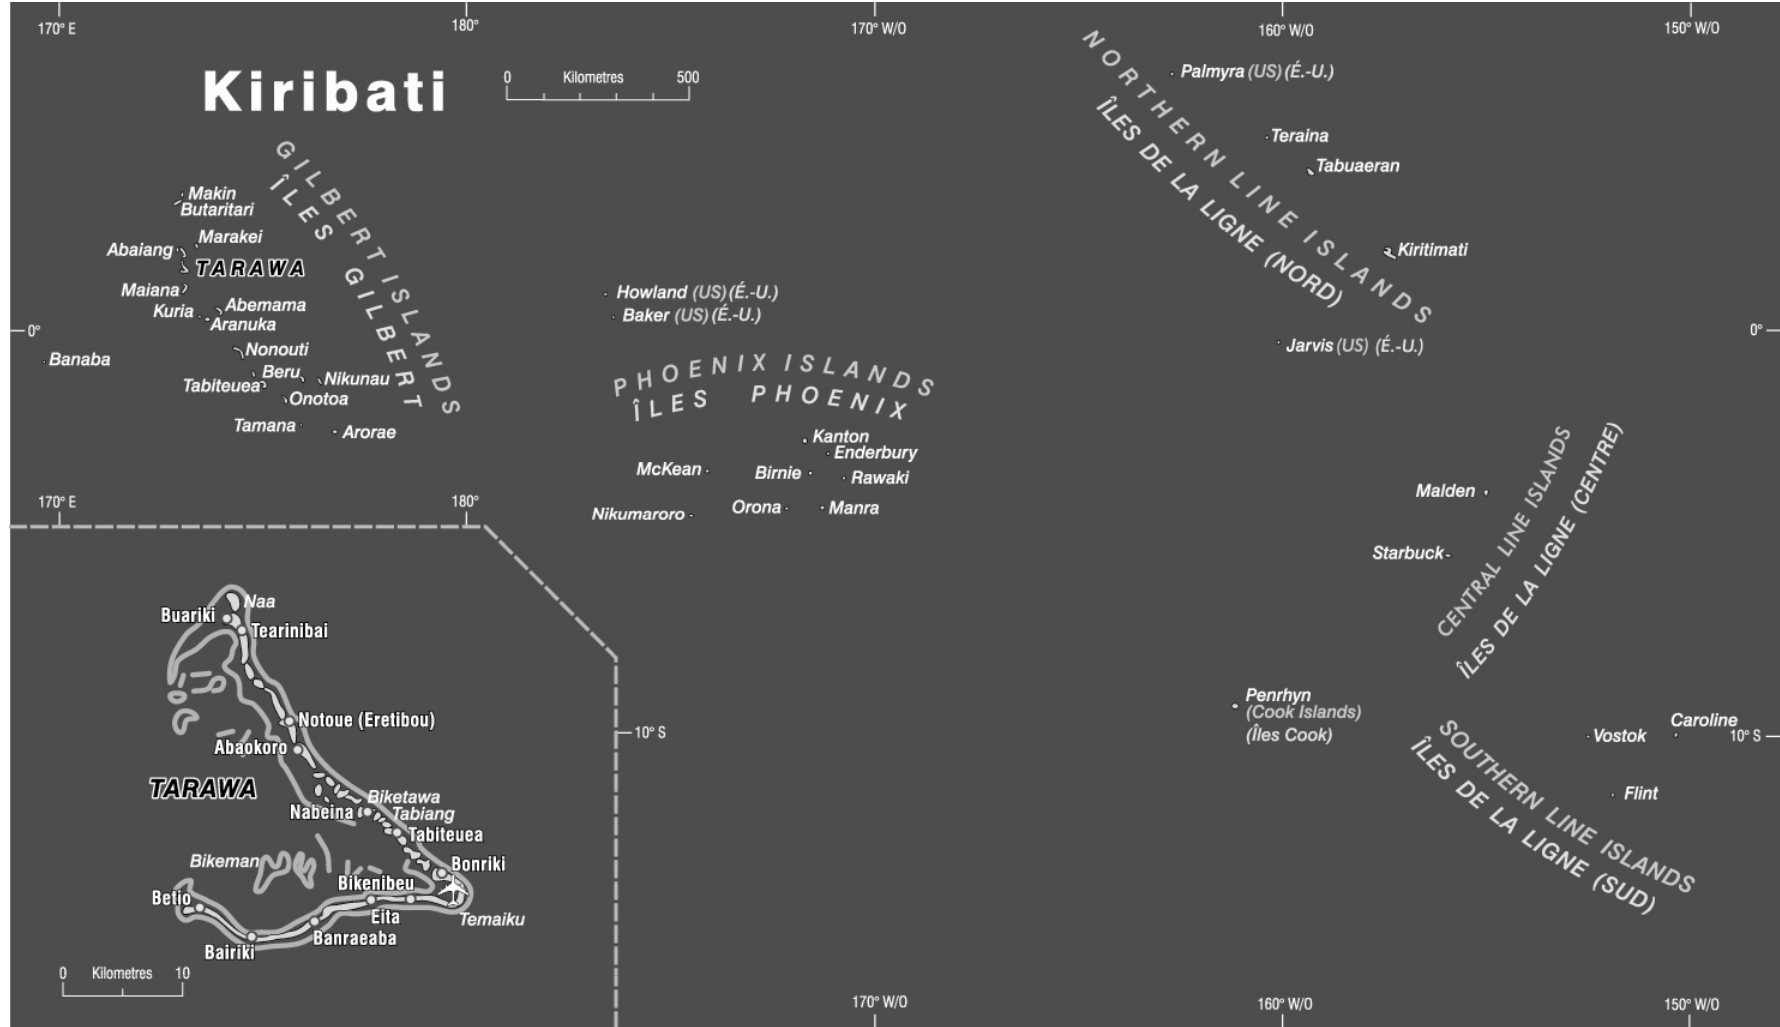 170° E
180°
170° W/O
160° W/O
150° W/O
Kiribati
0 Kilometres 500
NORTHERN LINE ISLANDS
ÎLES DE LA LIGNE (NORD)
Palmyra (US) (É.-U.)
Teraina
Tabuaeran
Kiritimati
GILBERT ISLANDS
ÎLES GILBERT
Makin
Butaritari
Marakei
Abaiang
TARAWA
Maiana
Abemama
Kuria
Aranuka
Howland (US) (É.-U.)
Baker (US) (É.-U.)
0°
0°
Banaba
Nonouti
Beru
Nikunau
Tabiteuea
Onotoa
Tamana
Arorae
Jarvis (US) (É.-U.)
PHOENIX ISLANDS
ÎLES PHOENIX
Kanton
Enderbury
McKean
Birnie
Rawaki
Nikumaroro
Orona
Manra
CENTRAL LINE ISLANDS
ÎLES DE LA LIGNE (CENTRE)
Malden
Starbuck
170° E
180°
Naa
Buariki
Tearinibai
Notoue (Eretibou)
Abaokoro
TARAWA
Biketawa
Nabeina
Tabiang
Tabiteuea
Bikeman
Bonriki
Bikenibeu
Betio
Eita
Temaiku
Banraeaba
Bairiki
0 Kilometres 10
10° S
Penrhyn
(Cook Islands)
(Îles Cook)
SOUTHERN LINE ISLANDS
ÎLES DE LA LIGNE (SUD)
Caroline
Vostok
10° S
Flint
170° W/O
160° W/O
150° W/O